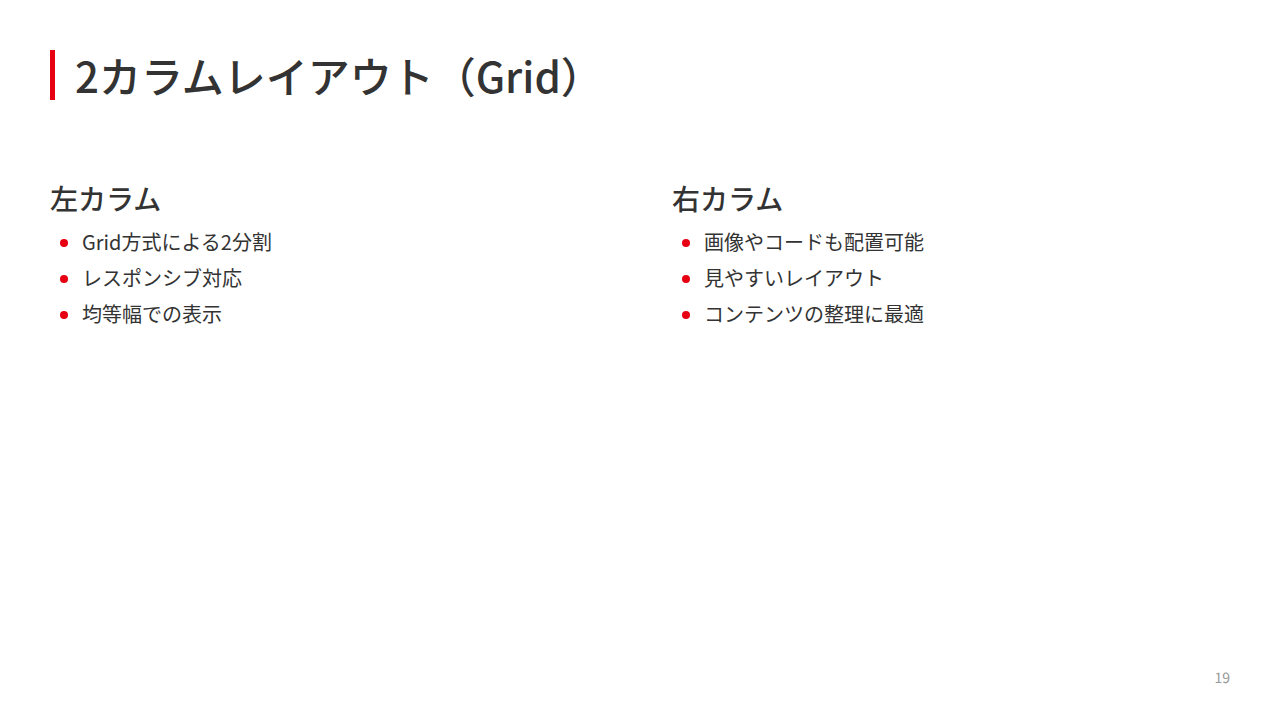 2カラムレイアウト（Grid）
左カラム
Grid方式による2分割
レスポンシブ対応
均等幅での表示
右カラム
画像やコードも配置可能
見やすいレイアウト
コンテンツの整理に最適
19